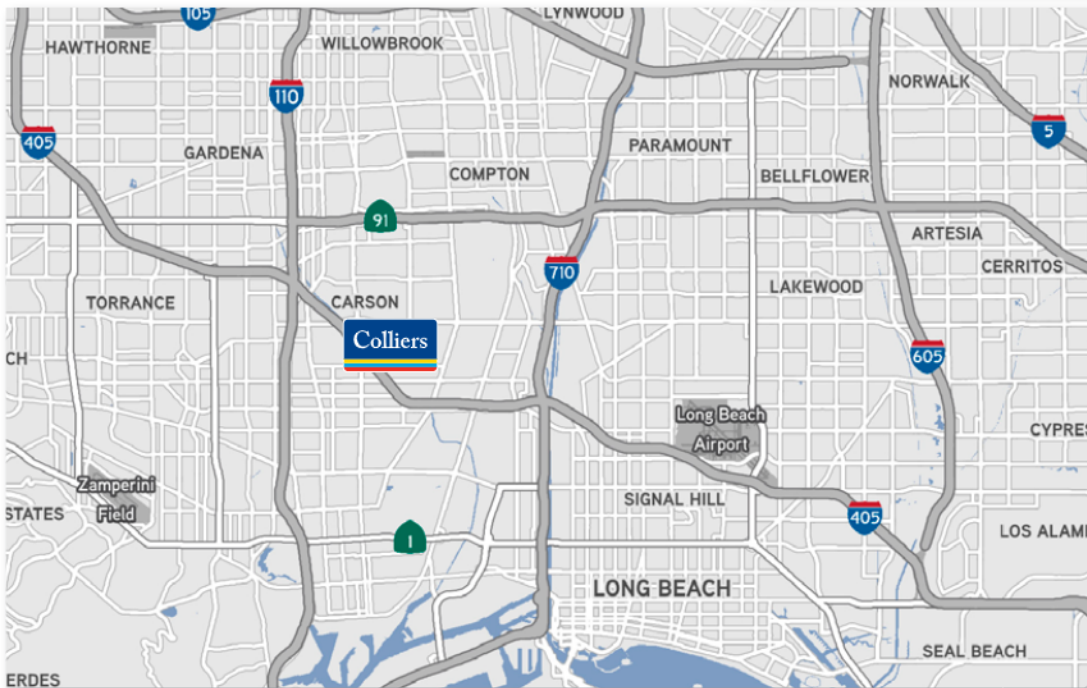 105
LYNWOOD
HAWTHORNE
WILLOWBROOK
NORWALK
110
5
405
PARAMOUNT
GARDENA
COMPTON
BELLFLOWER
91
ARTESIA
CERRITOS
710
LAKEWOOD
TORRANCE
CARSON
Colliers
CH
605
Long Beach
Airport
CYPRES
Zamperini
Field
SIGNAL HILL
STATES
405
LOS ALAMI
1
LONG BEACH
SEAL BEACH
ERDES